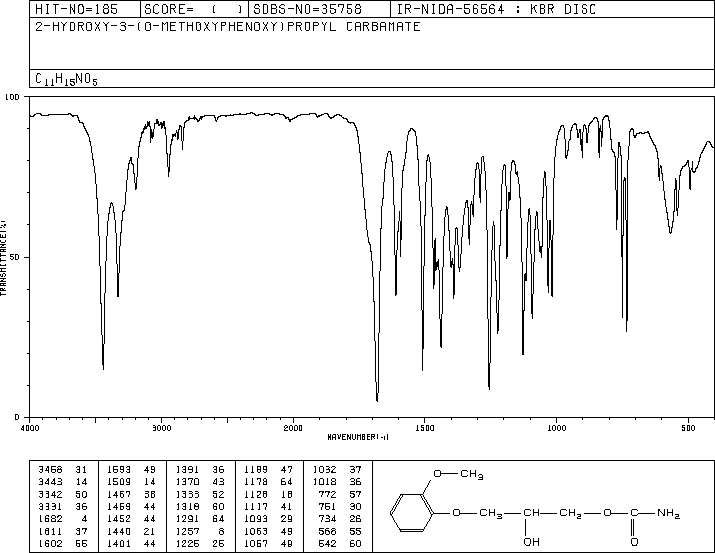 HIT-NO=185 SCORE= ( ) SDBS-NO=35758 IR-NIDA-56564 : KBR DISC
2-HYDROXY-3-(O-METHOXYPHENOXY)PROPYL CARBAMATE
C11H15NO5
100
50
0
TRANSMITTANCE(%)
4000 3000 2000 1500 1000 500
WAVENUMBER(-1)
3458 31 1593 49 1391 36 1189 47 1032 37
3443 14 1509 14 1370 43 1178 64 1018 36
3342 50 1467 38 1333 52 1128 18 772 57
3331 36 1459 44 1318 60 1117 41 751 30
1682 4 1452 44 1291 64 1093 29 734 26
1611 37 1440 21 1257 8 1063 49 568 55
1602 55 1401 44 1225 25 1057 49 542 60
O CH3
O CH2 CH CH2 O C NH2
OH O